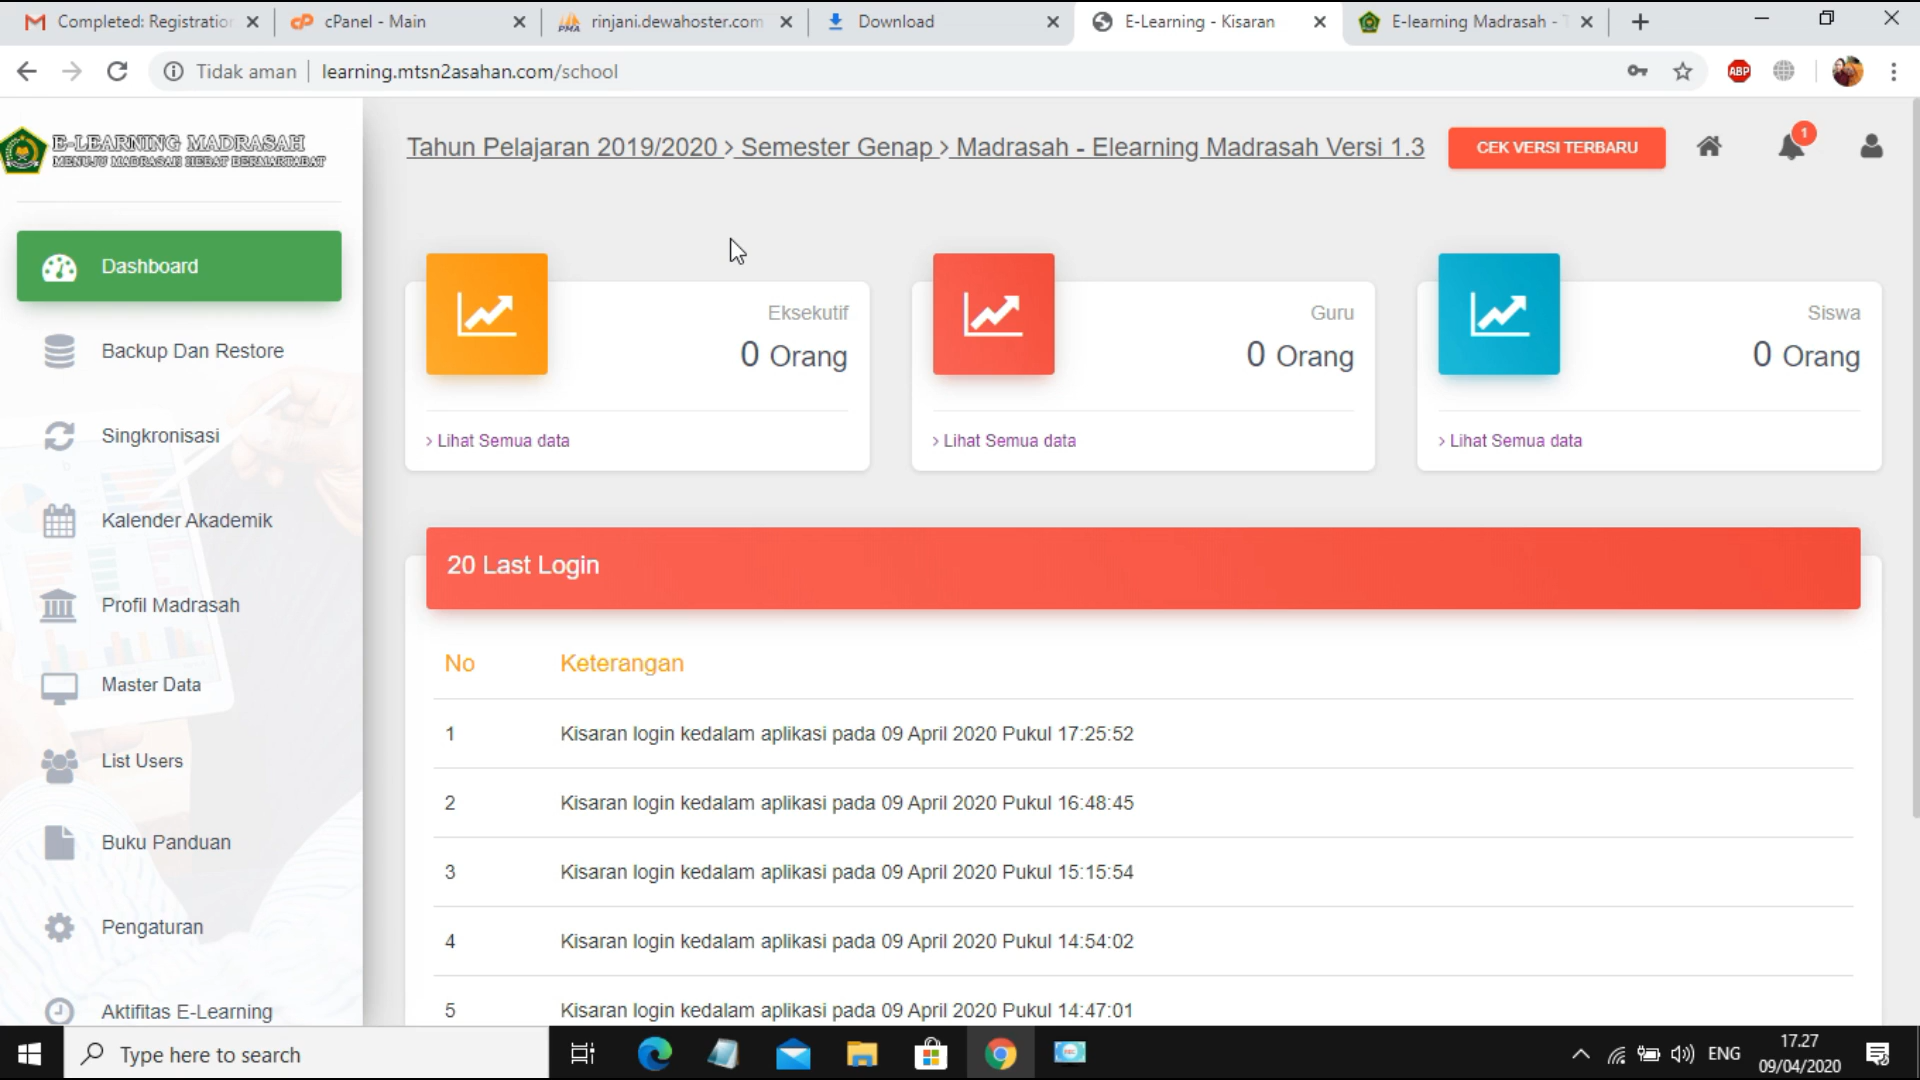 Completed: Registration
cPanel - Main
rinjani.dewahoster.com
Download
E-Learning - Kisaran
E-learning Madrasah -
Tidak aman
learning.mtsn2asahan.com/school
ABP
E-LEARNING MADRASAH
MENUJU MADRASAH HEBAT BERMARTABAT
Tahun Pelajaran 2019/2020 > Semester Genap > Madrasah - Elearning Madrasah Versi 1.3
CEK VERSI TERBARU
1
Dashboard
Backup Dan Restore
Singkronisasi
Kalender Akademik
Profil Madrasah
Master Data
List Users
Buku Panduan
Pengaturan
Aktifitas E-Learning
Eksekutif
0 Orang
> Lihat Semua data
Guru
0 Orang
> Lihat Semua data
Siswa
0 Orang
> Lihat Semua data
20 Last Login
No Keterangan
1 Kisaran login kedalam aplikasi pada 09 April 2020 Pukul 17:25:52
2 Kisaran login kedalam aplikasi pada 09 April 2020 Pukul 16:48:45
3 Kisaran login kedalam aplikasi pada 09 April 2020 Pukul 15:15:54
4 Kisaran login kedalam aplikasi pada 09 April 2020 Pukul 14:54:02
5 Kisaran login kedalam aplikasi pada 09 April 2020 Pukul 14:47:01
Type here to search
ENG
17.27
09/04/2020